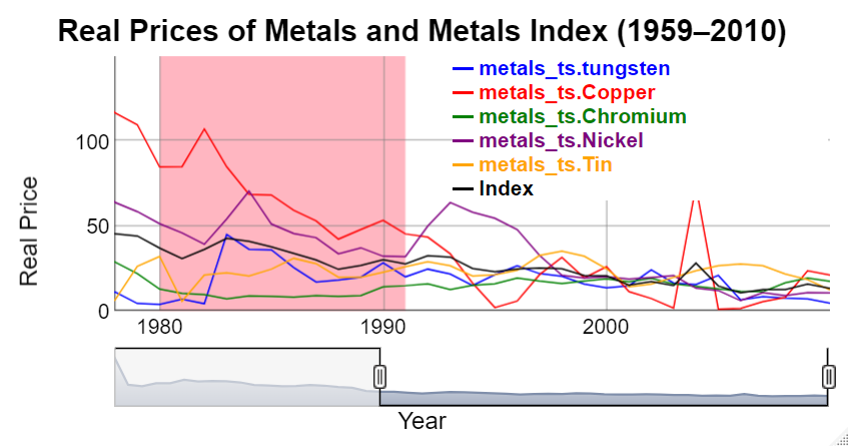 Real Prices of Metals and Metals Index (1959–2010)
metals_ts.tungsten
metals_ts.Copper
metals_ts.Chromium
metals_ts.Nickel
metals_ts.Tin
Index
Real Price
100
50
0
1980
1990
2000
Year